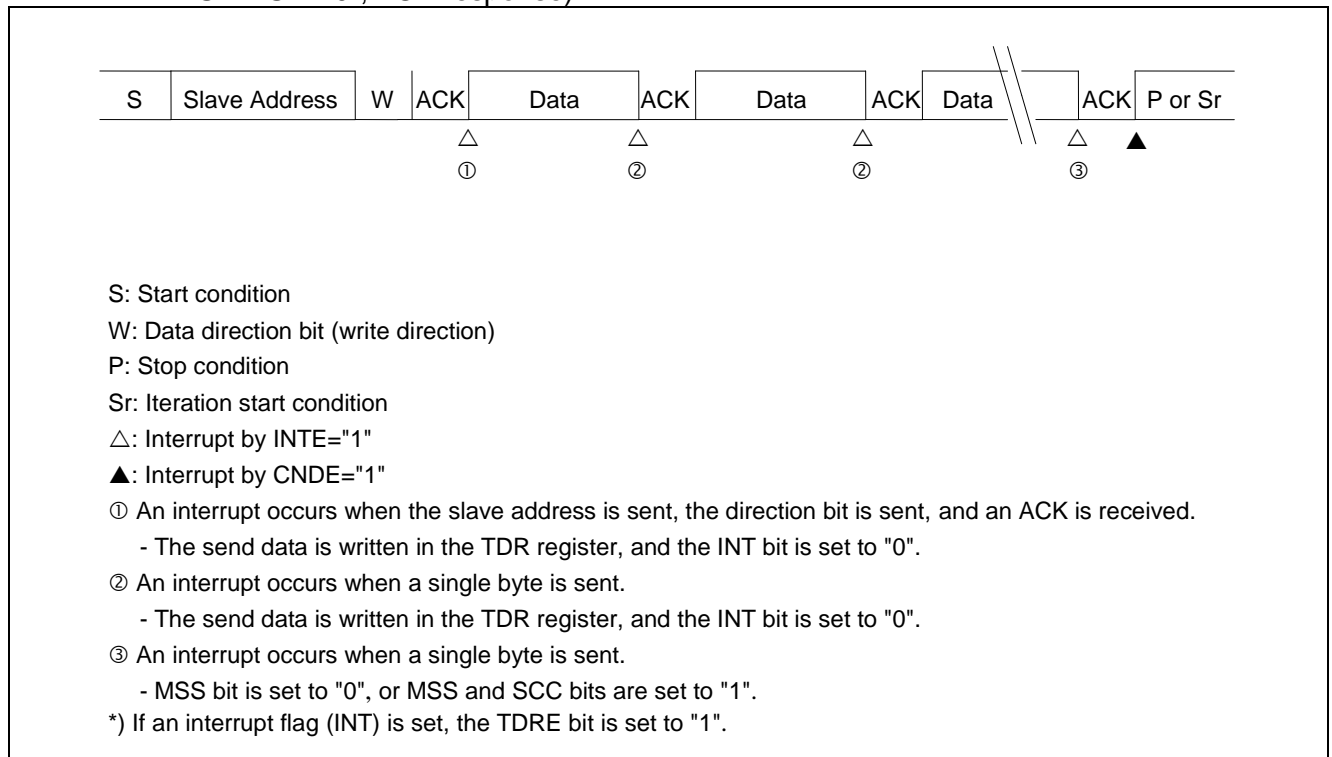 S Slave Address W ACK Data ACK Data ACK Data ACK P or Sr
△ △ △ △ ▲
① ② ② ③
S: Start condition
W: Data direction bit (write direction)
P: Stop condition
Sr: Iteration start condition
△: Interrupt by INTE="1"
▲: Interrupt by CNDE="1"
① An interrupt occurs when the slave address is sent, the direction bit is sent, and an ACK is received.
- The send data is written in the TDR register, and the INT bit is set to "0".
② An interrupt occurs when a single byte is sent.
- The send data is written in the TDR register, and the INT bit is set to "0".
③ An interrupt occurs when a single byte is sent.
- MSS bit is set to "0", or MSS and SCC bits are set to "1".
*) If an interrupt flag (INT) is set, the TDRE bit is set to "1".